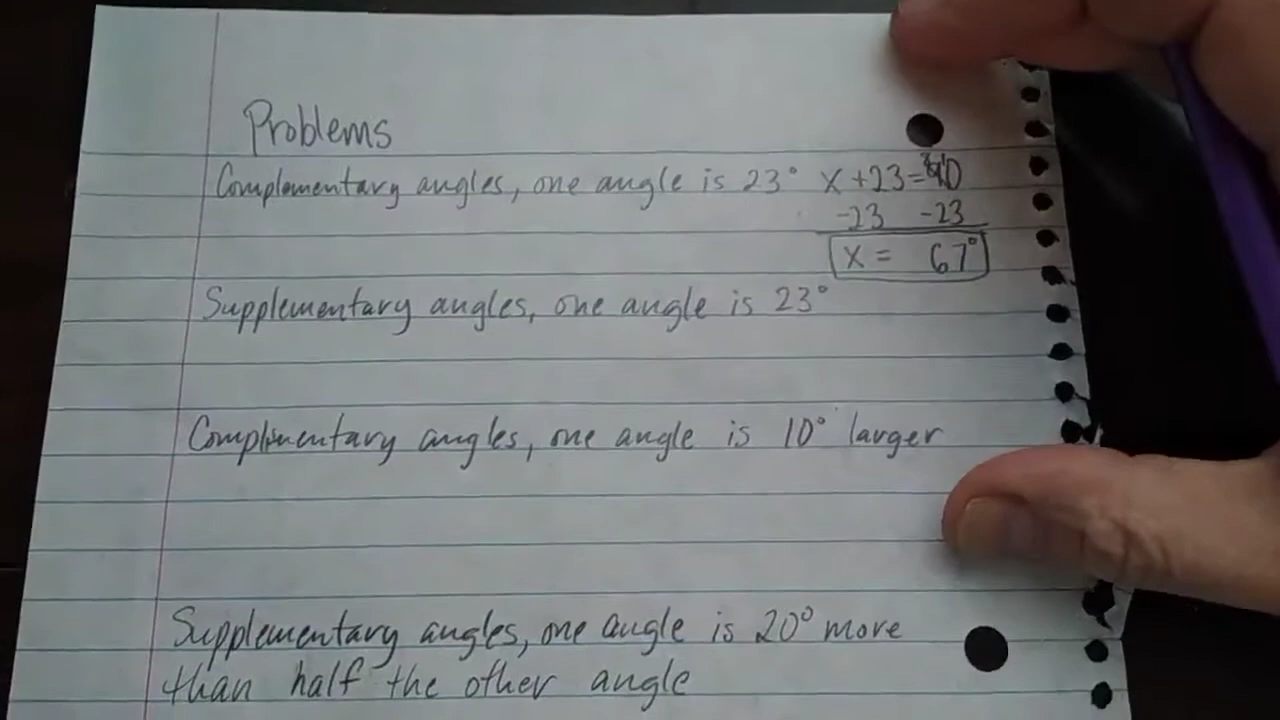 Problems
Complementary angles, one angle is 23° x + 23 = 90
-23 -23
x = 67°
Supplementary angles, one angle is 23°
Complimentary angles, one angle is 10° larger
Supplementary angles, one angle is 20° more
than half the other angle